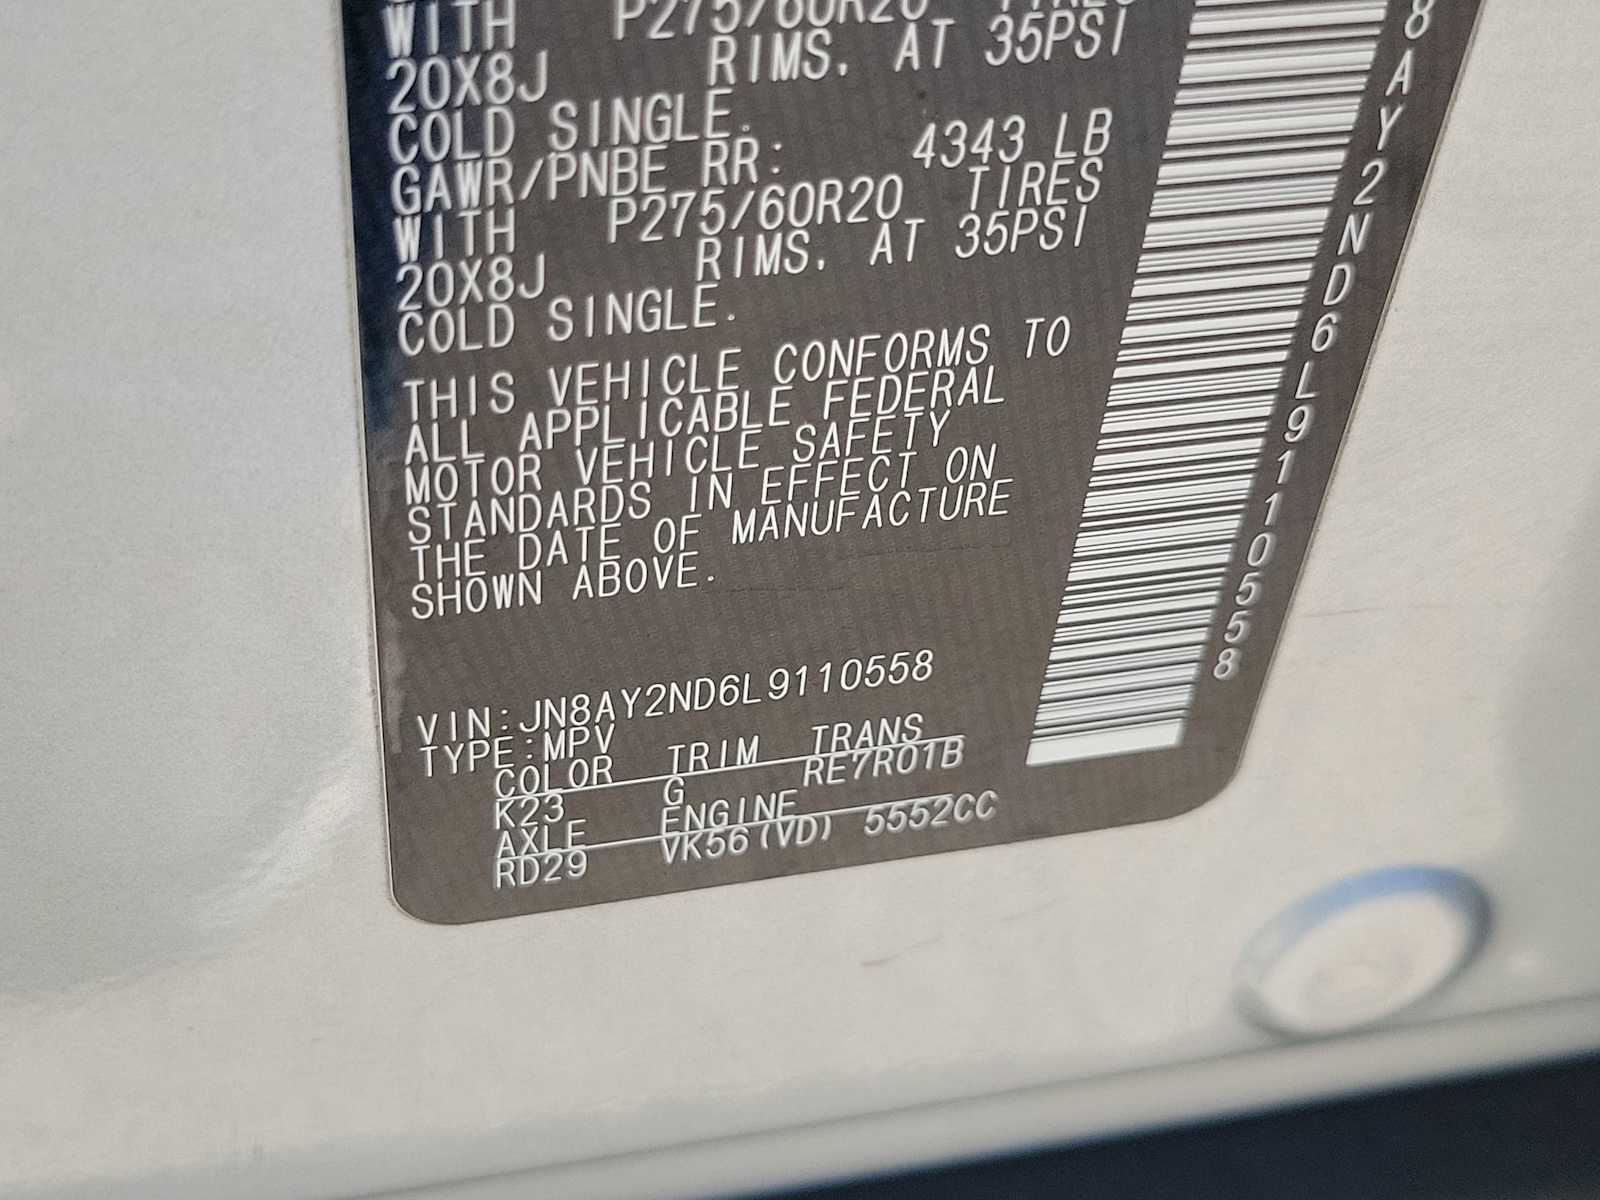 WITH P275/60R20 TIRES
20X8J RIMS, AT 35PSI
COLD SINGLE.
GAWR/PNBE RR: 4343 LB
WITH P275/60R20 TIRES
20X8J RIMS, AT 35PSI
COLD SINGLE.
THIS VEHICLE CONFORMS TO
ALL APPLICABLE FEDERAL
MOTOR VEHICLE SAFETY
STANDARDS IN EFFECT ON
THE DATE OF MANUFACTURE
SHOWN ABOVE.
VIN:JN8AY2ND6L9110558
TYPE:MPV
COLOR TRIM TRANS
K23 G RE7R01B
AXLE ENGINE
RD29 VK56(VD) 5552CC
8AY2ND6L9110558